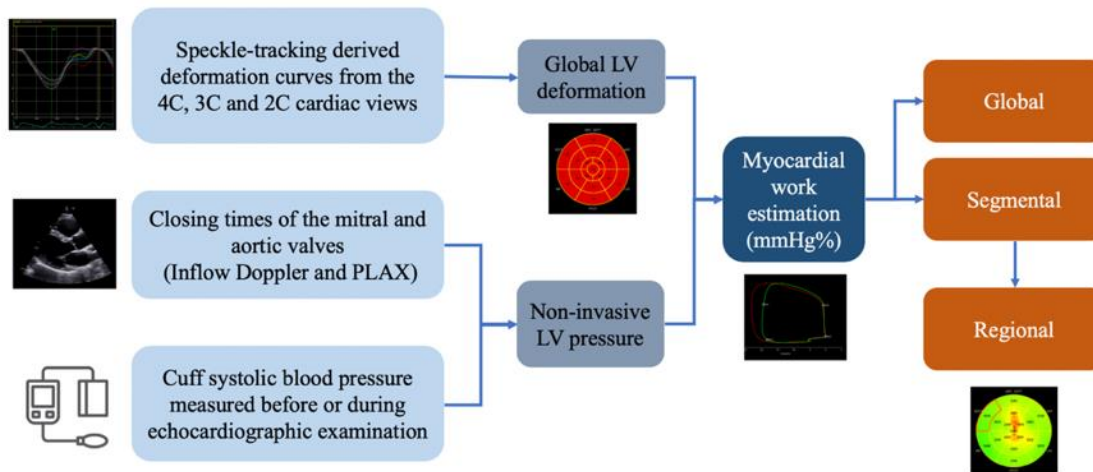 Speckle-tracking derived
deformation curves from the
4C, 3C and 2C cardiac views
Global LV
deformation
Closing times of the mitral and
aortic valves
(Inflow Doppler and PLAX)
Non-invasive
LV pressure
Cuff systolic blood pressure
measured before or during
echocardiographic examination
Myocardial
work
estimation
(mmHg%)
Global
Segmental
Regional